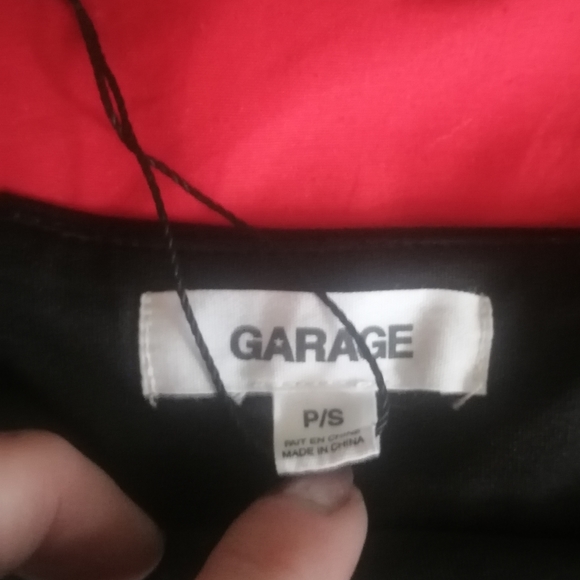 GARAGE
P/S
FAIT EN CHINE
MADE IN CHINA